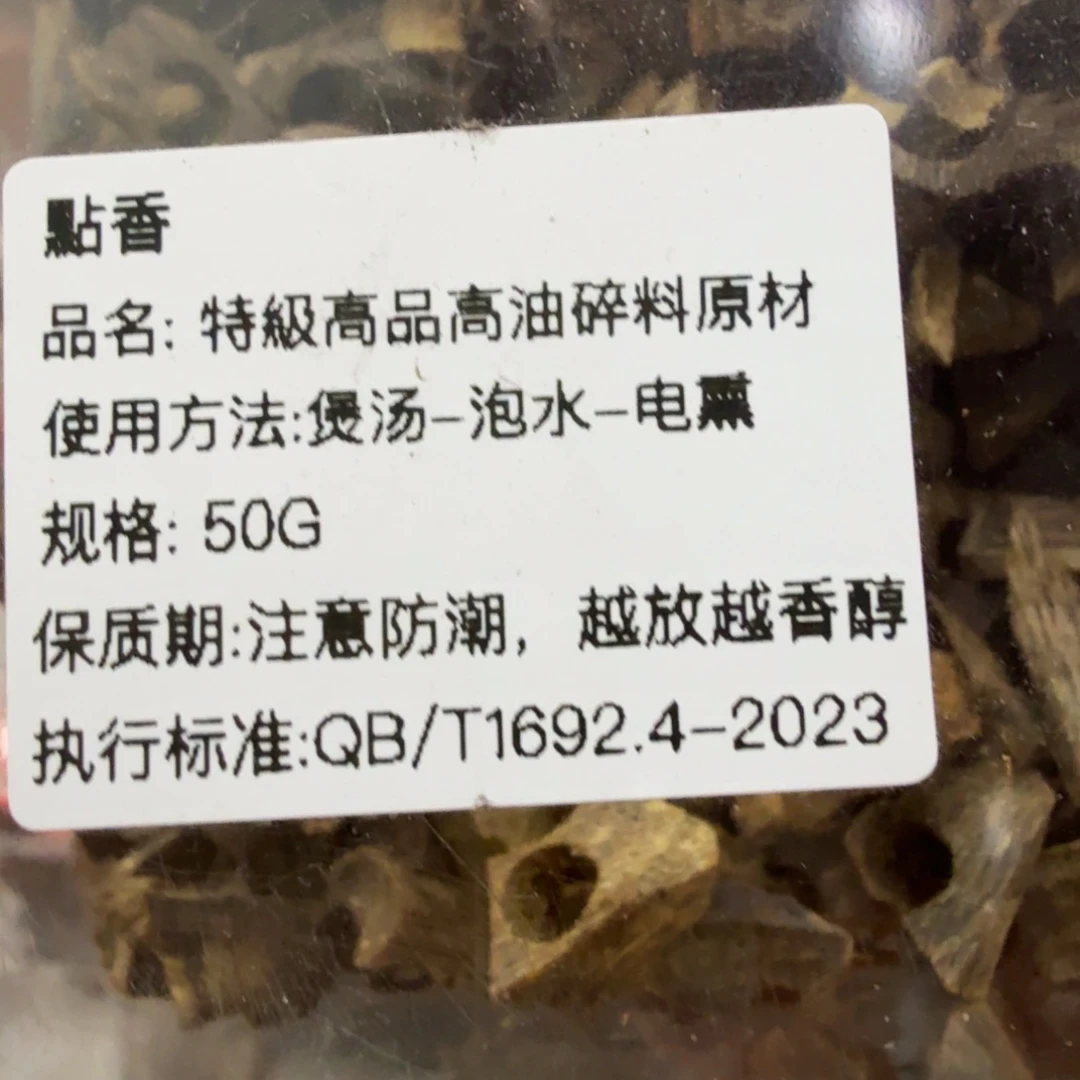 點香
品名: 特級高品高油碎料原材
使用方法:煲汤-泡水-电熏
规格: 50G
保质期:注意防潮，越放越香醇
执行标准:QB/T1692.4-2023